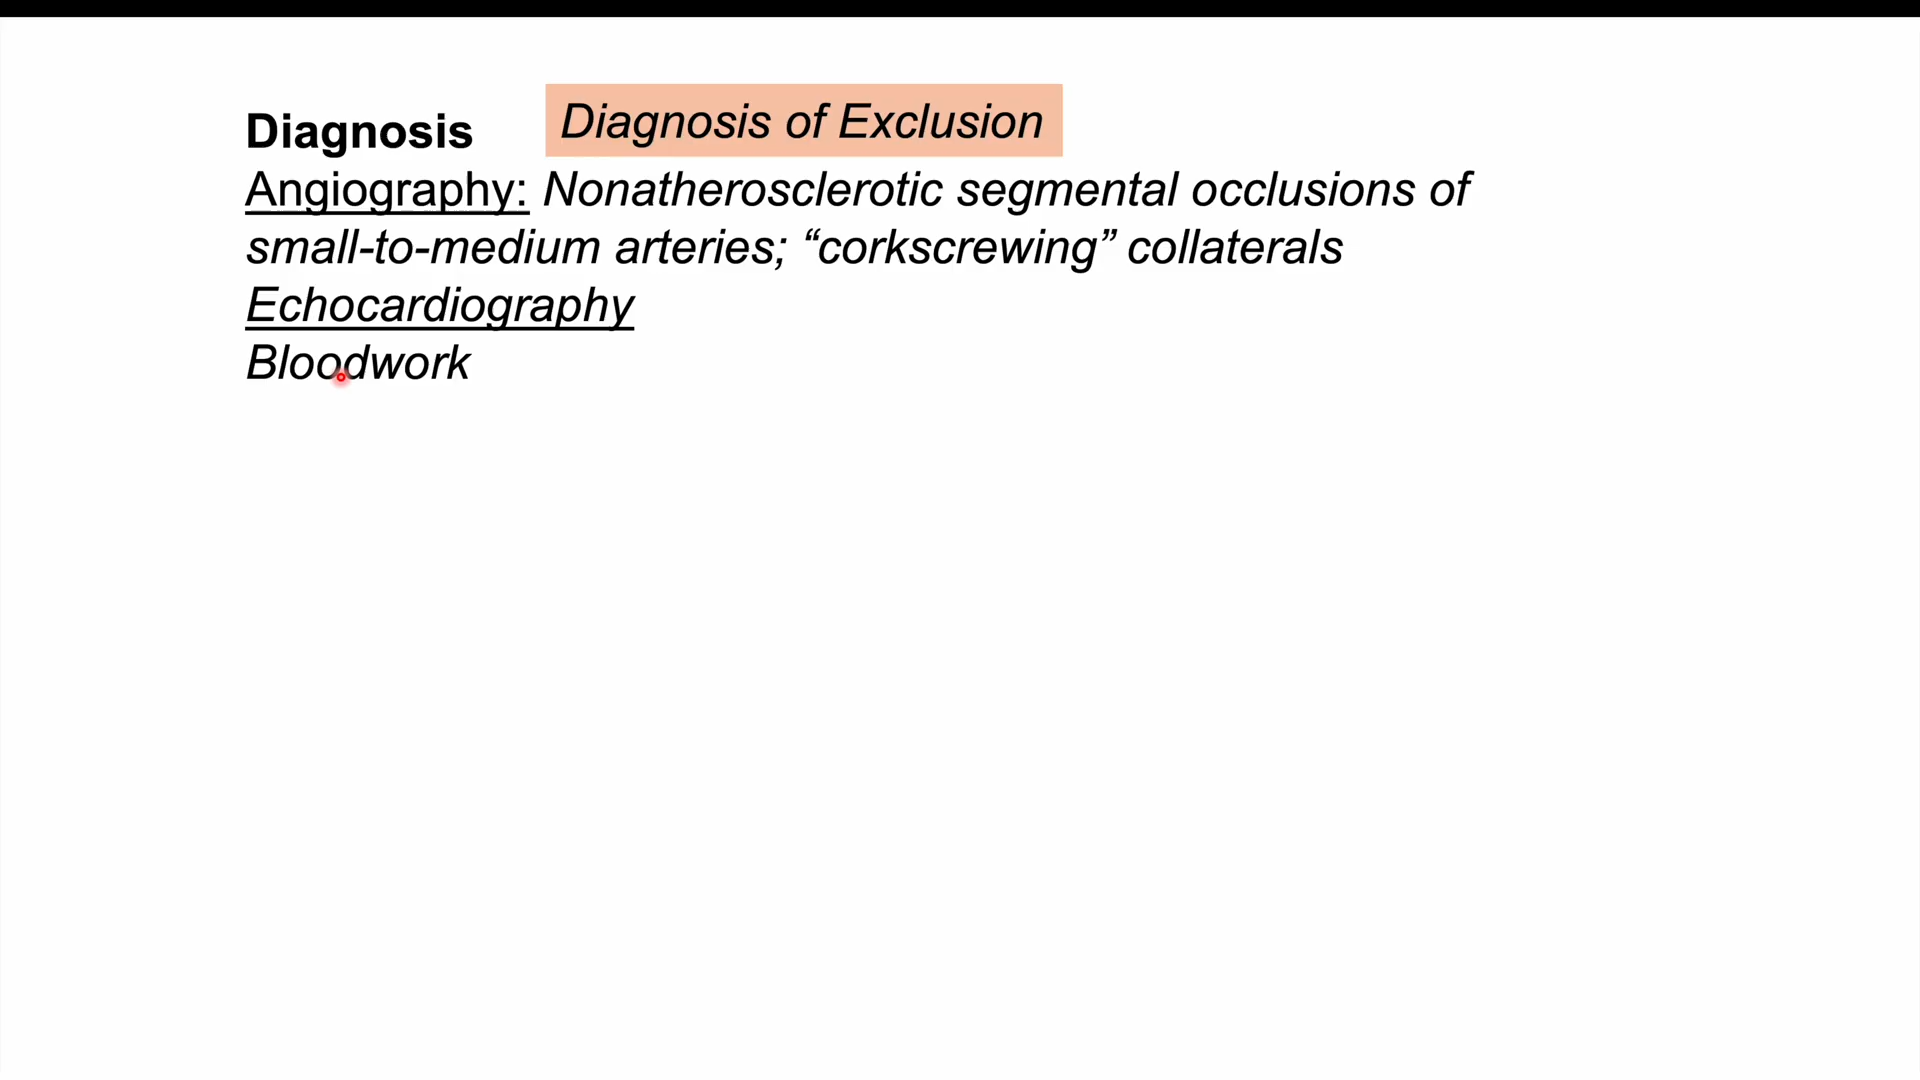 Diagnosis
Diagnosis of Exclusion
Angiography: Nonatherosclerotic segmental occlusions of
small-to-medium arteries; “corkscrewing” collaterals
Echocardiography
Bloodwork